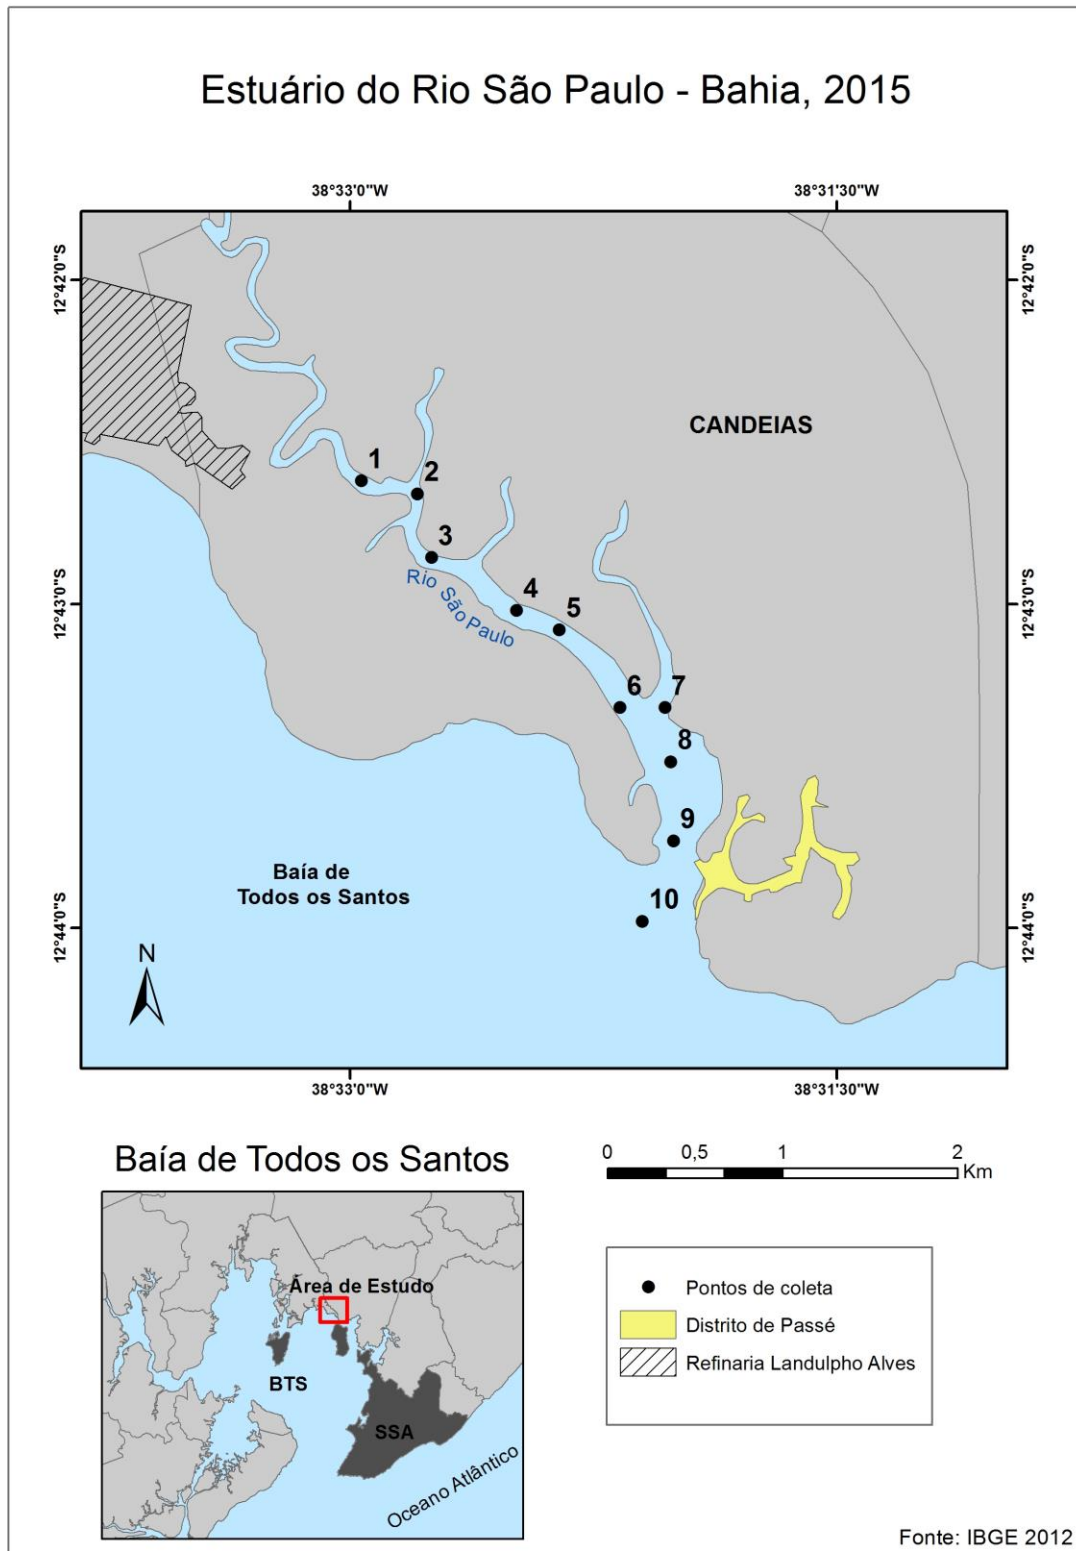 Estuário do Rio São Paulo - Bahia, 2015
38°33'0"W
38°31'30"W
12°42'0"S
12°42'0"S
CANDEIAS
1
2
3
4
5
Rio São Paulo
12°43'0"S
12°43'0"S
6
7
8
9
10
Baía de
Todos os Santos
12°44'0"S
12°44'0"S
N
38°33'0"W
38°31'30"W
Baía de Todos os Santos
0 0,5 1 2
Km
Área de Estudo
BTS
SSA
Oceano Atlântico
Pontos de coleta
Distrito de Passé
Refinaria Landulpho Alves
Fonte: IBGE 2012